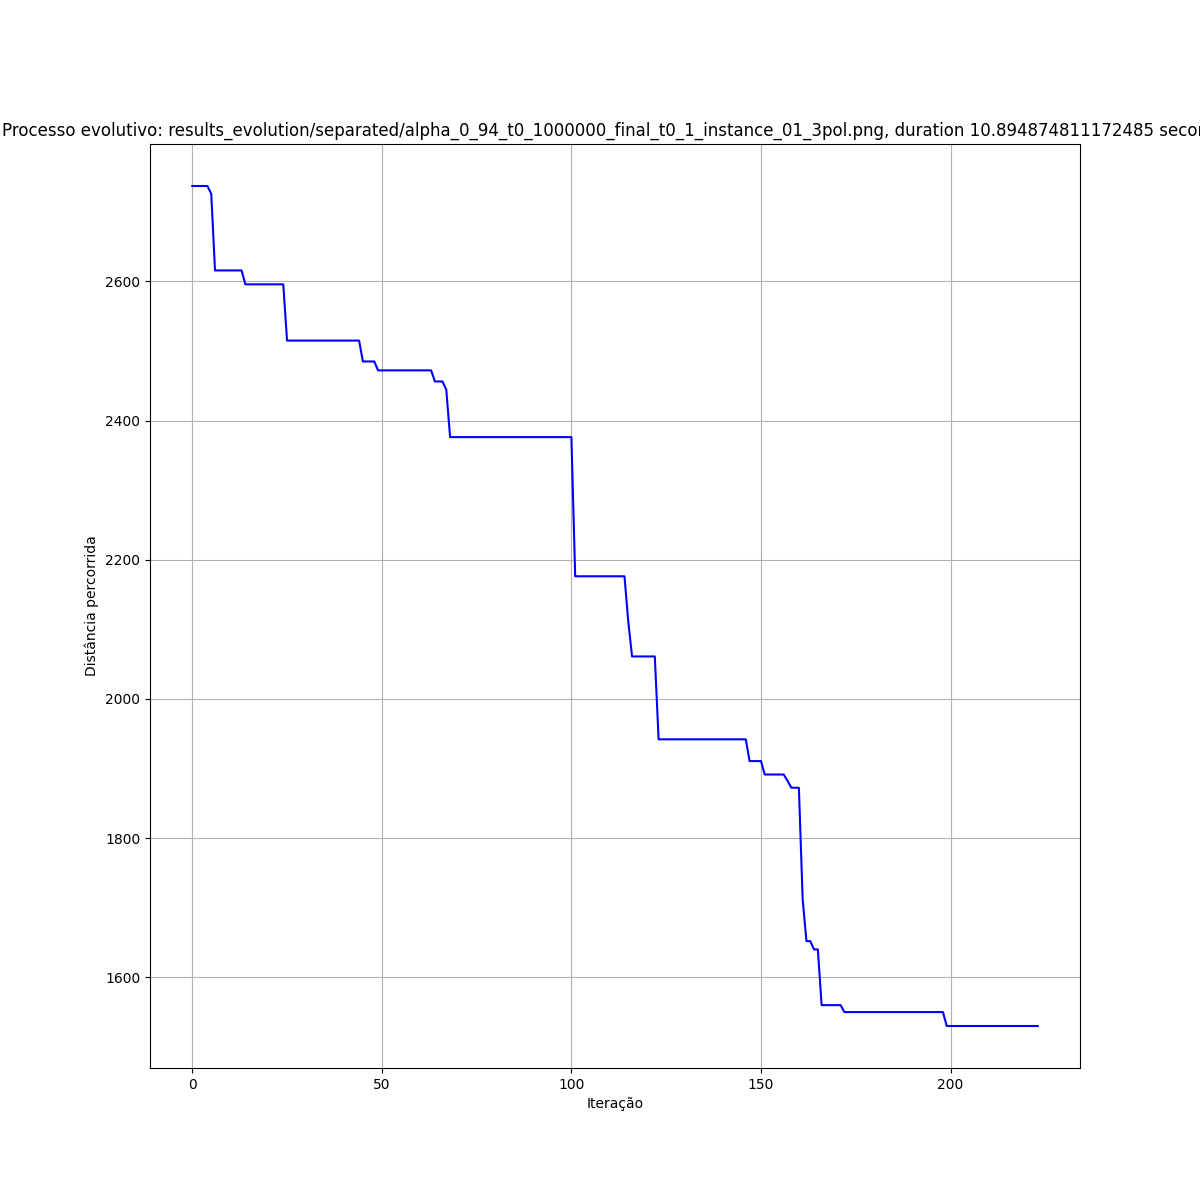 Processo evolutivo: results_evolution/separated/alpha_0_94_t0_1000000_final_t0_1_instance_01_3pol.png, duration 10.894874811172485
2600
2400
2200
2000
1800
1600
Distância percorrida
0 50 100 150 200
Iteração